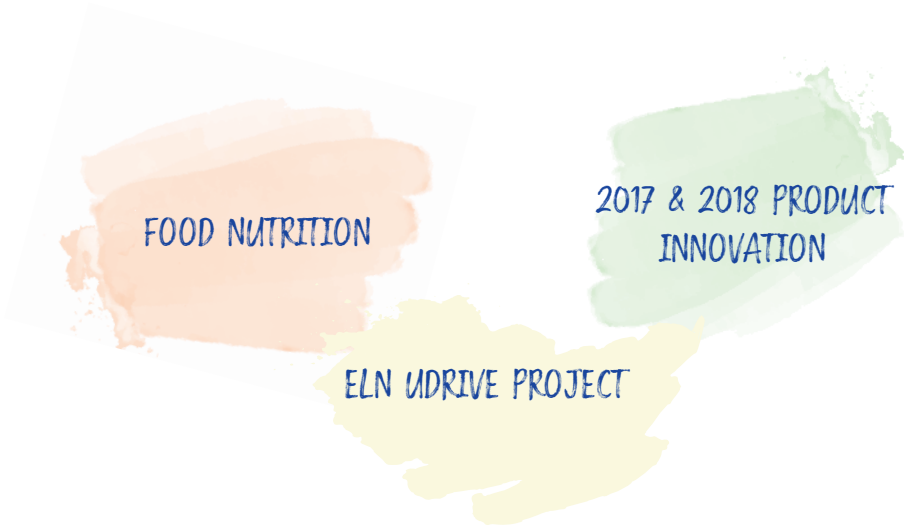 FOOD NUTRITION
2017 & 2018 PRODUCT
INNOVATION
ELN UDRIVE PROJECT